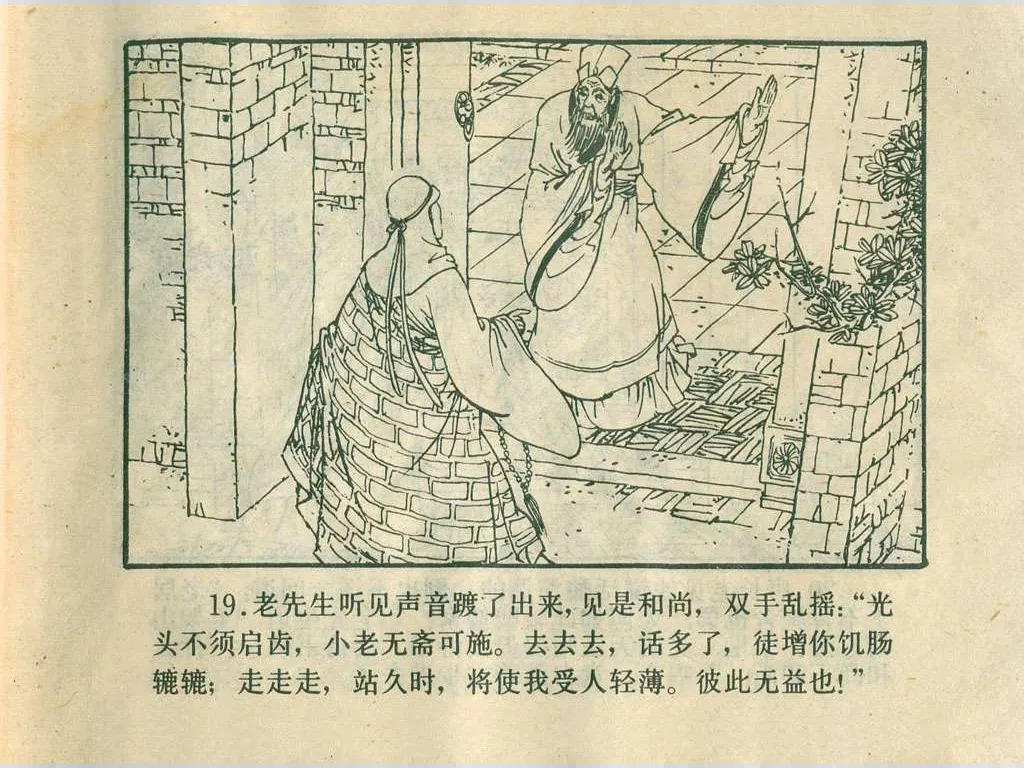 19.老先生听见声音踱了出来，见是和尚，双手乱摇：“光
头不须启齿，小老无斋可施。去去去，话多了，徒增你饥肠
辘辘；走走走，站久时，将使我受人轻薄。彼此无益也！”